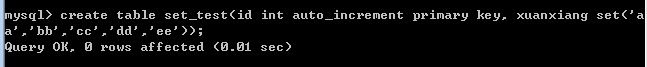 mysql> create table set_test(id int auto_increment primary key, xuanxiang set('a
a','bb','cc','dd','ee'));
Query OK, 0 rows affected (0.01 sec)